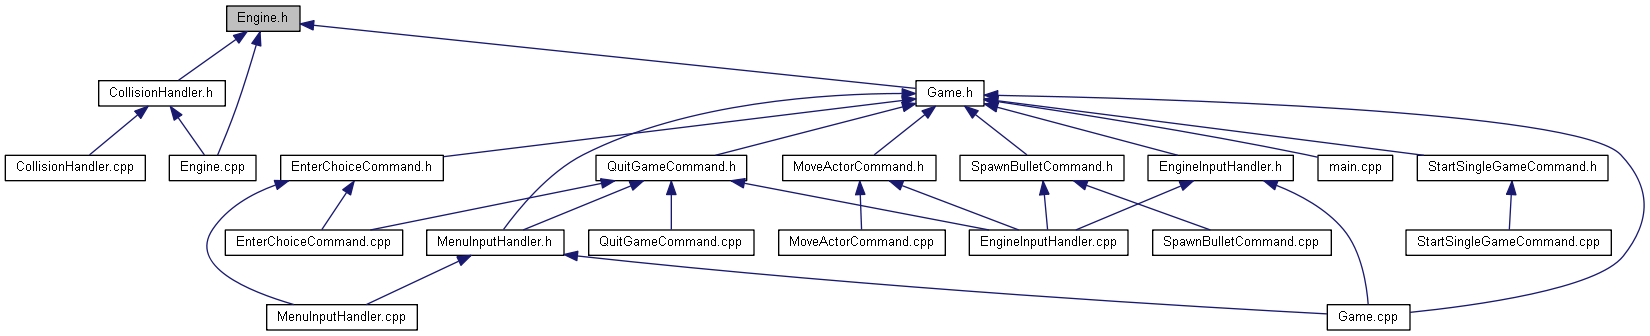 Engine.h
CollisionHandler.h
Game.h
CollisionHandler.cpp
Engine.cpp
EnterChoiceCommand.h
QuitGameCommand.h
MoveActorCommand.h
SpawnBulletCommand.h
EngineInputHandler.h
main.cpp
StartSingleGameCommand.h
EnterChoiceCommand.cpp
MenuInputHandler.h
QuitGameCommand.cpp
MoveActorCommand.cpp
EngineInputHandler.cpp
SpawnBulletCommand.cpp
StartSingleGameCommand.cpp
MenuInputHandler.cpp
Game.cpp